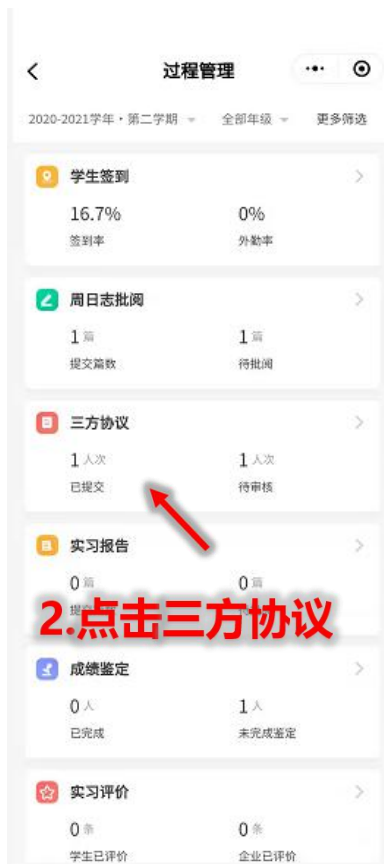 过程管理
2020-2021学年·第二学期 全部年级 更多筛选
学生签到
16.7% 0%
签到率 外勤率
周日志批阅
1篇 1篇
提交篇数 待批阅
三方协议
1人次 1人次
已提交 待审核
实习报告
0篇 0篇
2.点击三方协议
成绩鉴定
0人 1人
已完成 未完成鉴定
实习评价
0条 0条
学生已评价 企业已评价